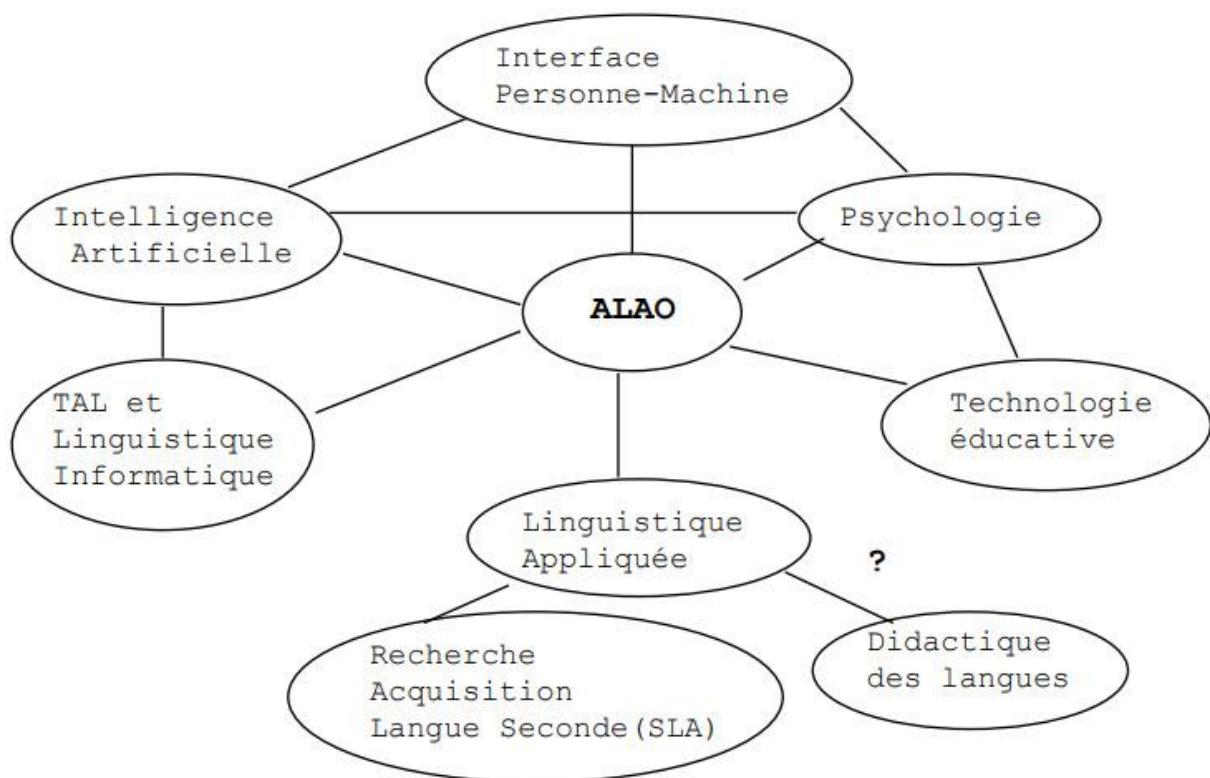 Interface
Personne-Machine
Intelligence
Artificielle
Psychologie
ALAO
TAL et
Linguistique
Informatique
Technologie
éducative
Linguistique
Appliquée
?
Recherche
Acquisition
Langue Seconde(SLA)
Didactique
des langues